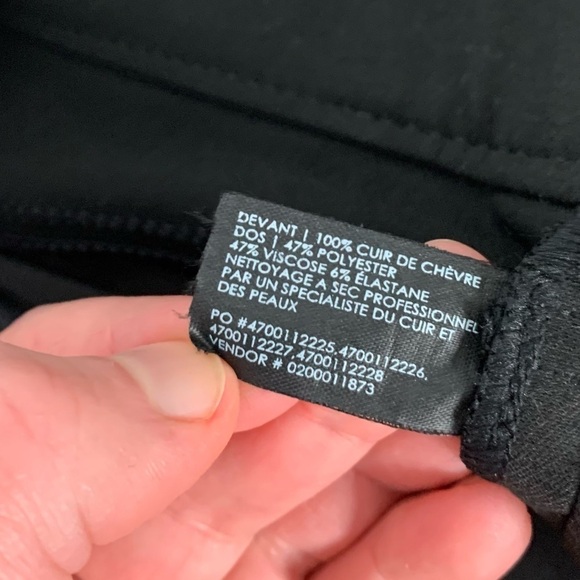 DEVANT | 100% CUIR DE CHÈVRE
DOS | 47% POLYESTER
47% VISCOSE 6% ÉLASTANE
NETTOYAGE A SEC PROFESSIONNEL
PAR UN SPECIALISTE DU CUIR ET
DES PEAUX
PO #4700112225,4700112226,
4700112227,4700112228
VENDOR # 0200011873